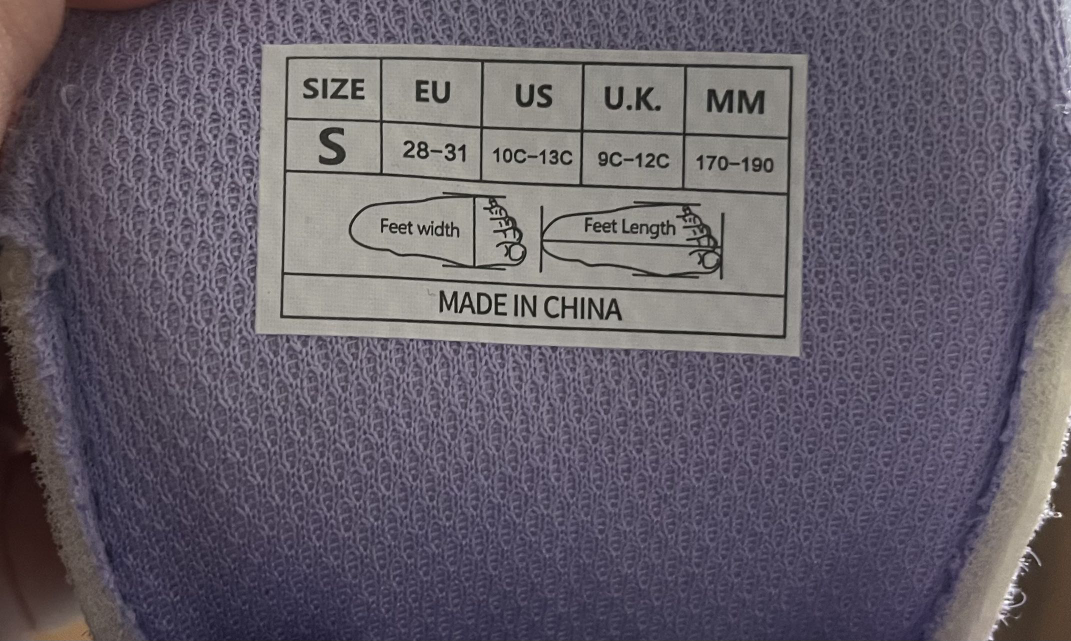 SIZE EU US U.K. MM
S 28-31 10C-13C 9C-12C 170-190
Feet width Feet Length
MADE IN CHINA